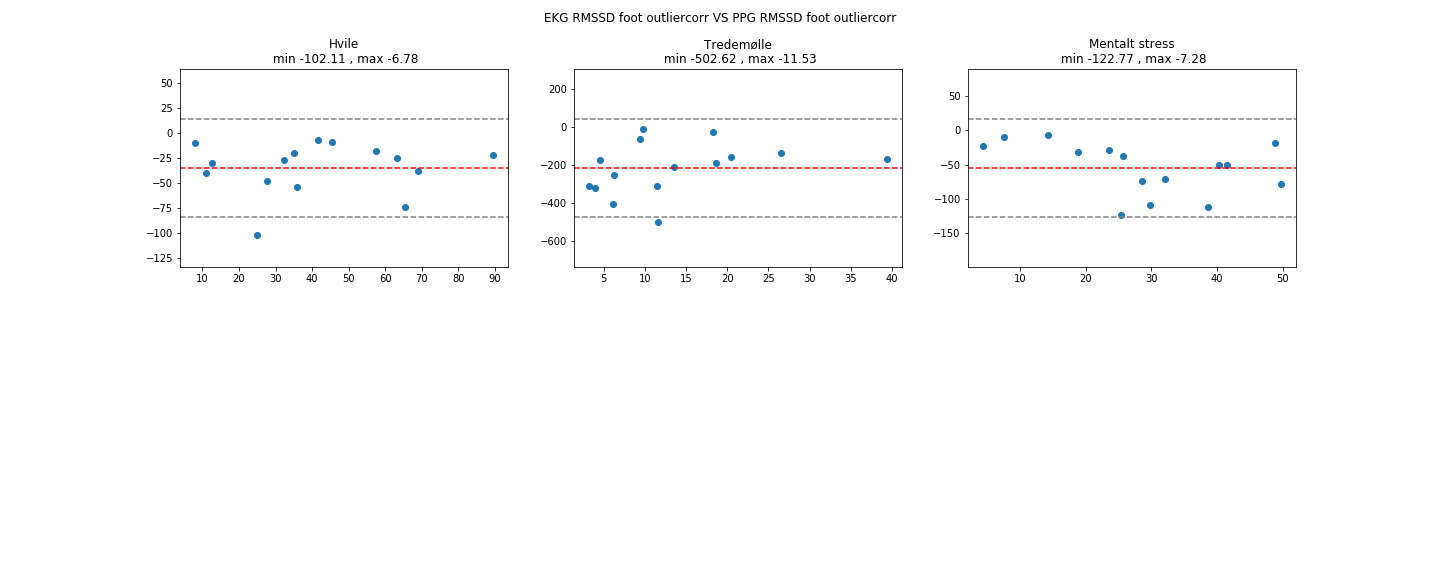 EKG RMSSD foot outliercorr VS PPG RMSSD foot outliercorr
Hvile
min -102.11 , max -6.78
50
25
0
−25
−50
−75
−100
−125
10 20 30 40 50 60 70 80 90
Tredemølle
min -502.62 , max -11.53
200
0
−200
−400
−600
5 10 15 20 25 30 35 40
Mentalt stress
min -122.77 , max -7.28
50
0
−50
−100
−150
10 20 30 40 50